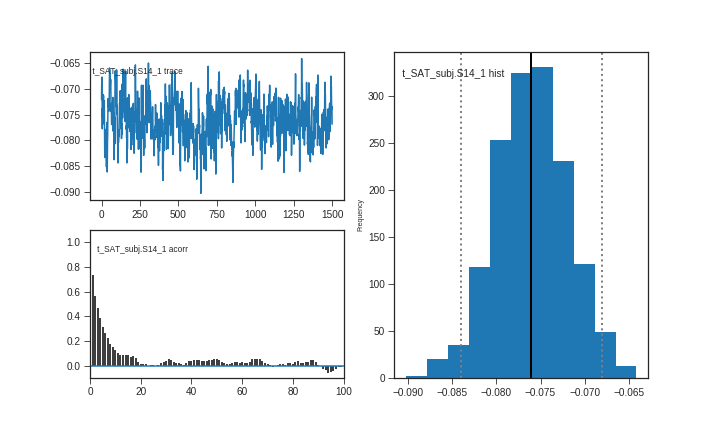 t_SAT_subj.S14_1 trace
−0.065
−0.070
−0.075
−0.080
−0.085
−0.090
0 250 500 750 1000 1250 1500
t_SAT_subj.S14_1 acorr
1.0
0.8
0.6
0.4
0.2
0.0
0 20 40 60 80 100
t_SAT_subj.S14_1 hist
Frequency
300
250
200
150
100
50
0
−0.090 −0.085 −0.080 −0.075 −0.070 −0.065